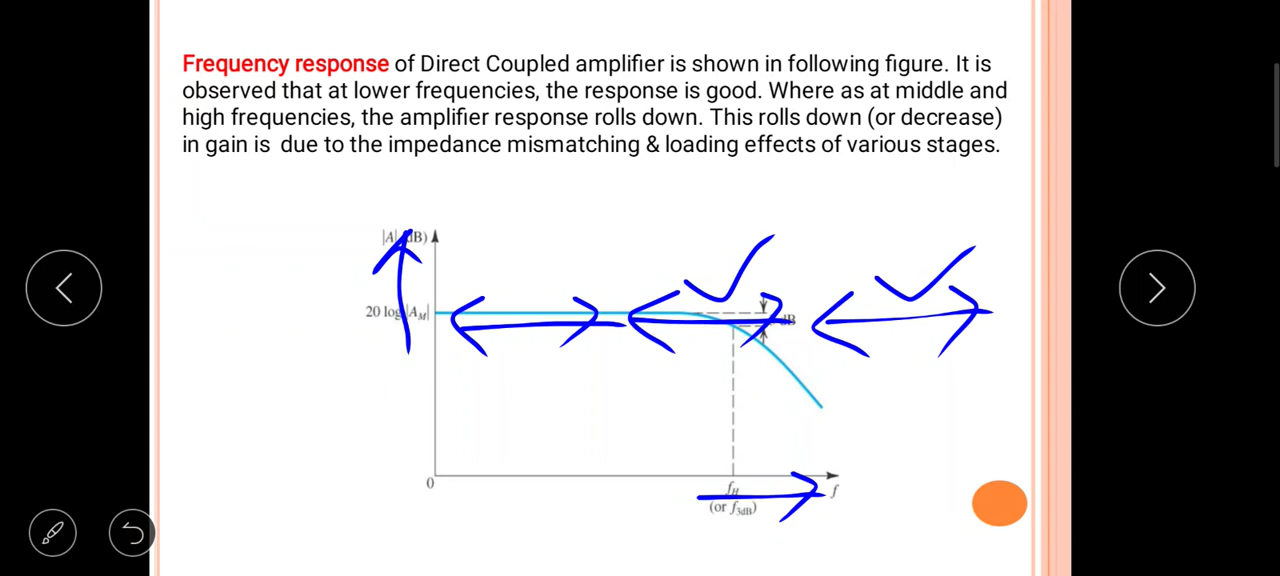 Frequency response of Direct Coupled amplifier is shown in following figure. It is
observed that at lower frequencies, the response is good. Where as at middle and
high frequencies, the amplifier response rolls down. This rolls down (or decrease)
in gain is due to the impedance mismatching & loading effects of various stages.
|A| (dB)
20 log |A_M|
dB
0
f_H
f
(or f_3dB)